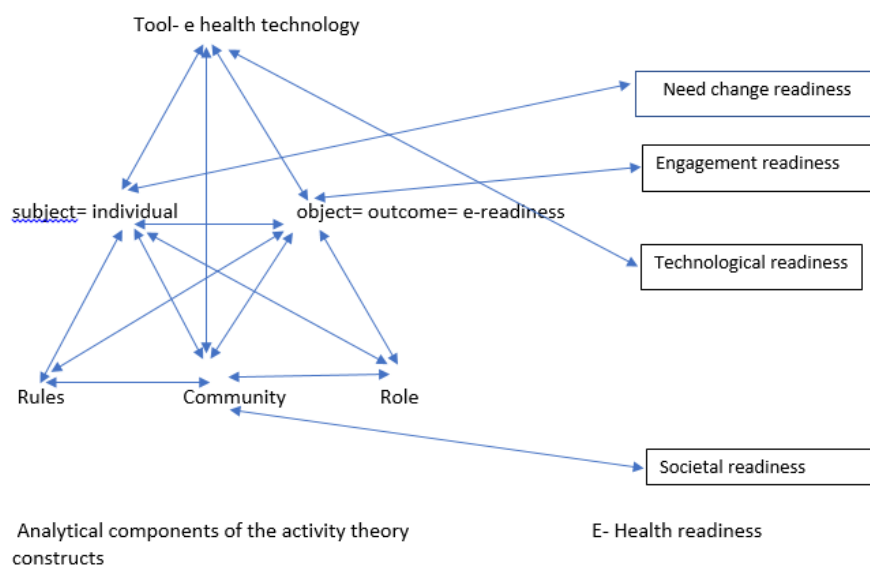 Tool- e health technology
Need change readiness
Engagement readiness
subject= individual
object= outcome= e-readiness
Technological readiness
Rules
Community
Role
Societal readiness
Analytical components of the activity theory
constructs
E- Health readiness